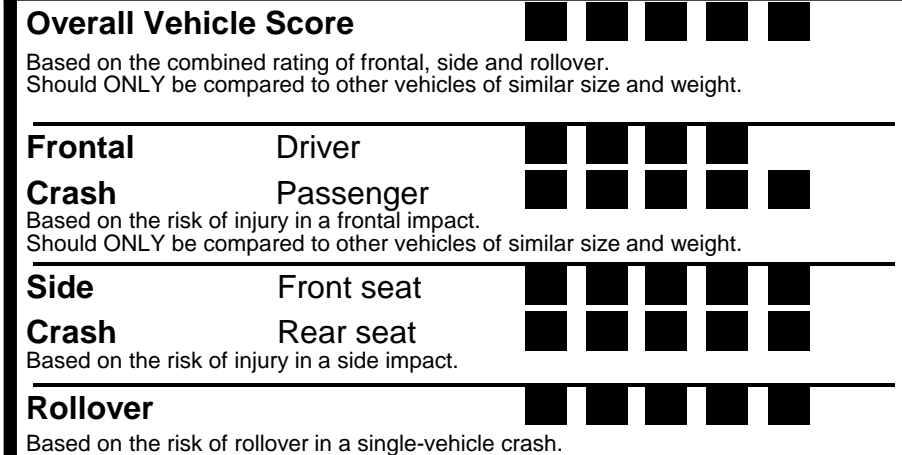 Overall Vehicle Score
Based on the combined rating of frontal, side and rollover.
Should ONLY be compared to other vehicles of similar size and weight.
Frontal Driver
Crash Passenger
Based on the risk of injury in a frontal impact.
Should ONLY be compared to other vehicles of similar size and weight.
Side Front seat
Crash Rear seat
Based on the risk of injury in a side impact.
Rollover
Based on the risk of rollover in a single-vehicle crash.